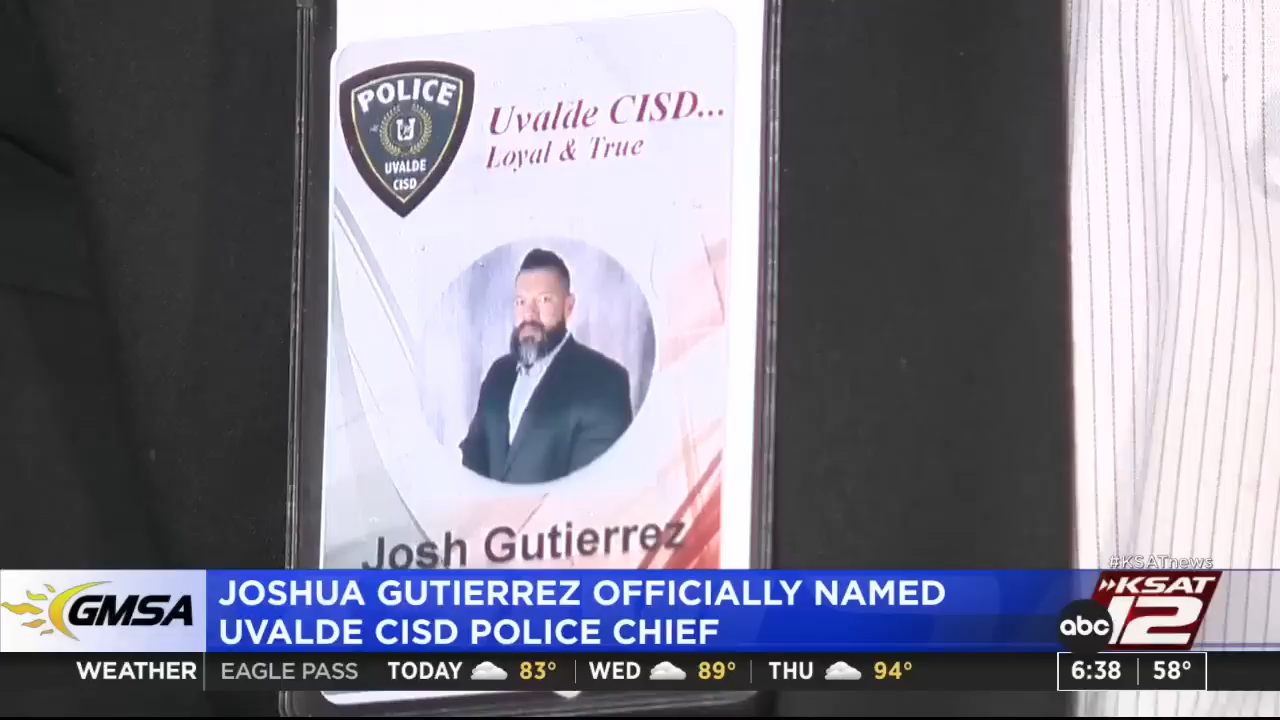 POLICE
UVALDE
CISD
Uvalde CISD...
Loyal & True
Josh Gutierrez
#KSATnews
GMSA
JOSHUA GUTIERREZ OFFICIALLY NAMED
UVALDE CISD POLICE CHIEF
abc
KSAT
12
WEATHER EAGLE PASS TODAY 83° WED 89° THU 94° 6:38 58°